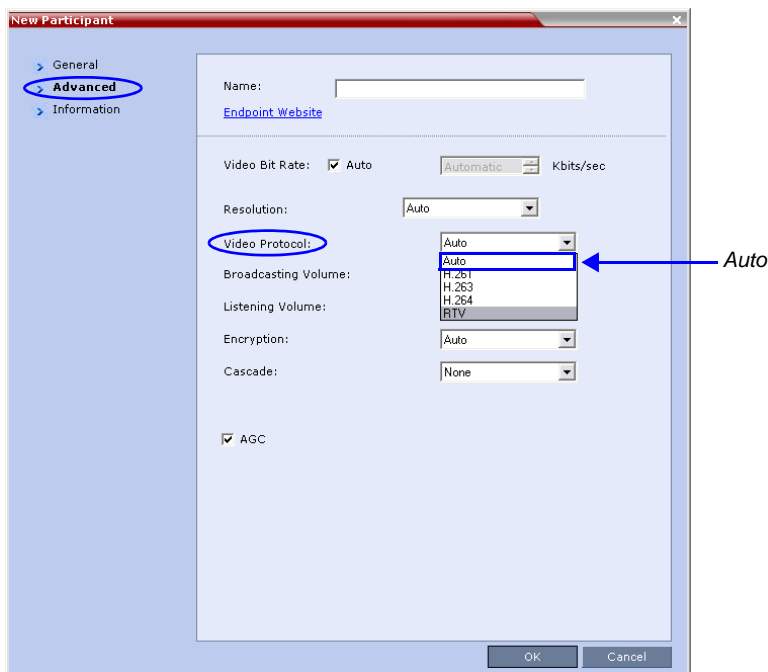 New Participant
General
Advanced
Information
Name:
Endpoint Website
Video Bit Rate: Auto Automatic Kbits/sec
Resolution: Auto
Video Protocol: Auto
Auto
H.261
H.263
H.264
RTV
Auto
Broadcasting Volume:
Listening Volume:
Encryption: Auto
Cascade: None
AGC
OK Cancel